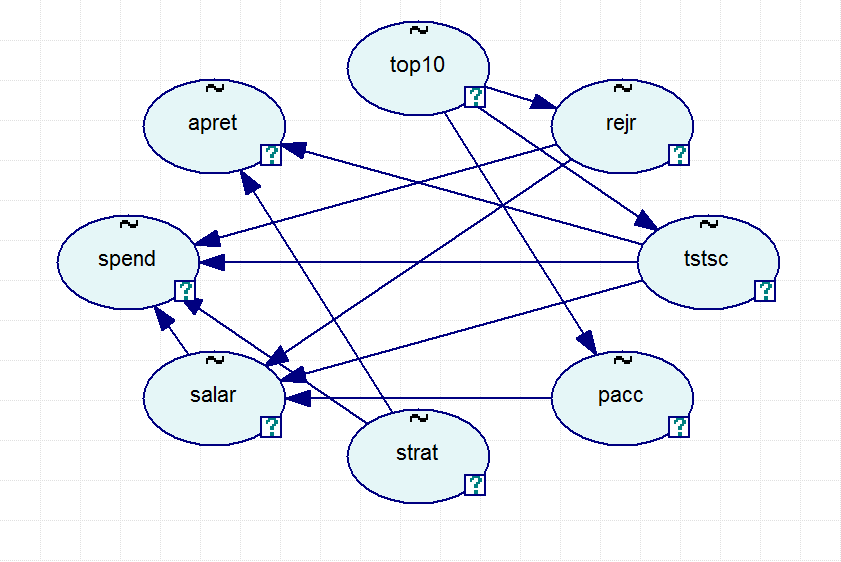 ~
top10
?
~
apret
?
~
rejr
?
~
spend
?
~
tstsc
?
~
salar
?
~
pacc
?
~
strat
?